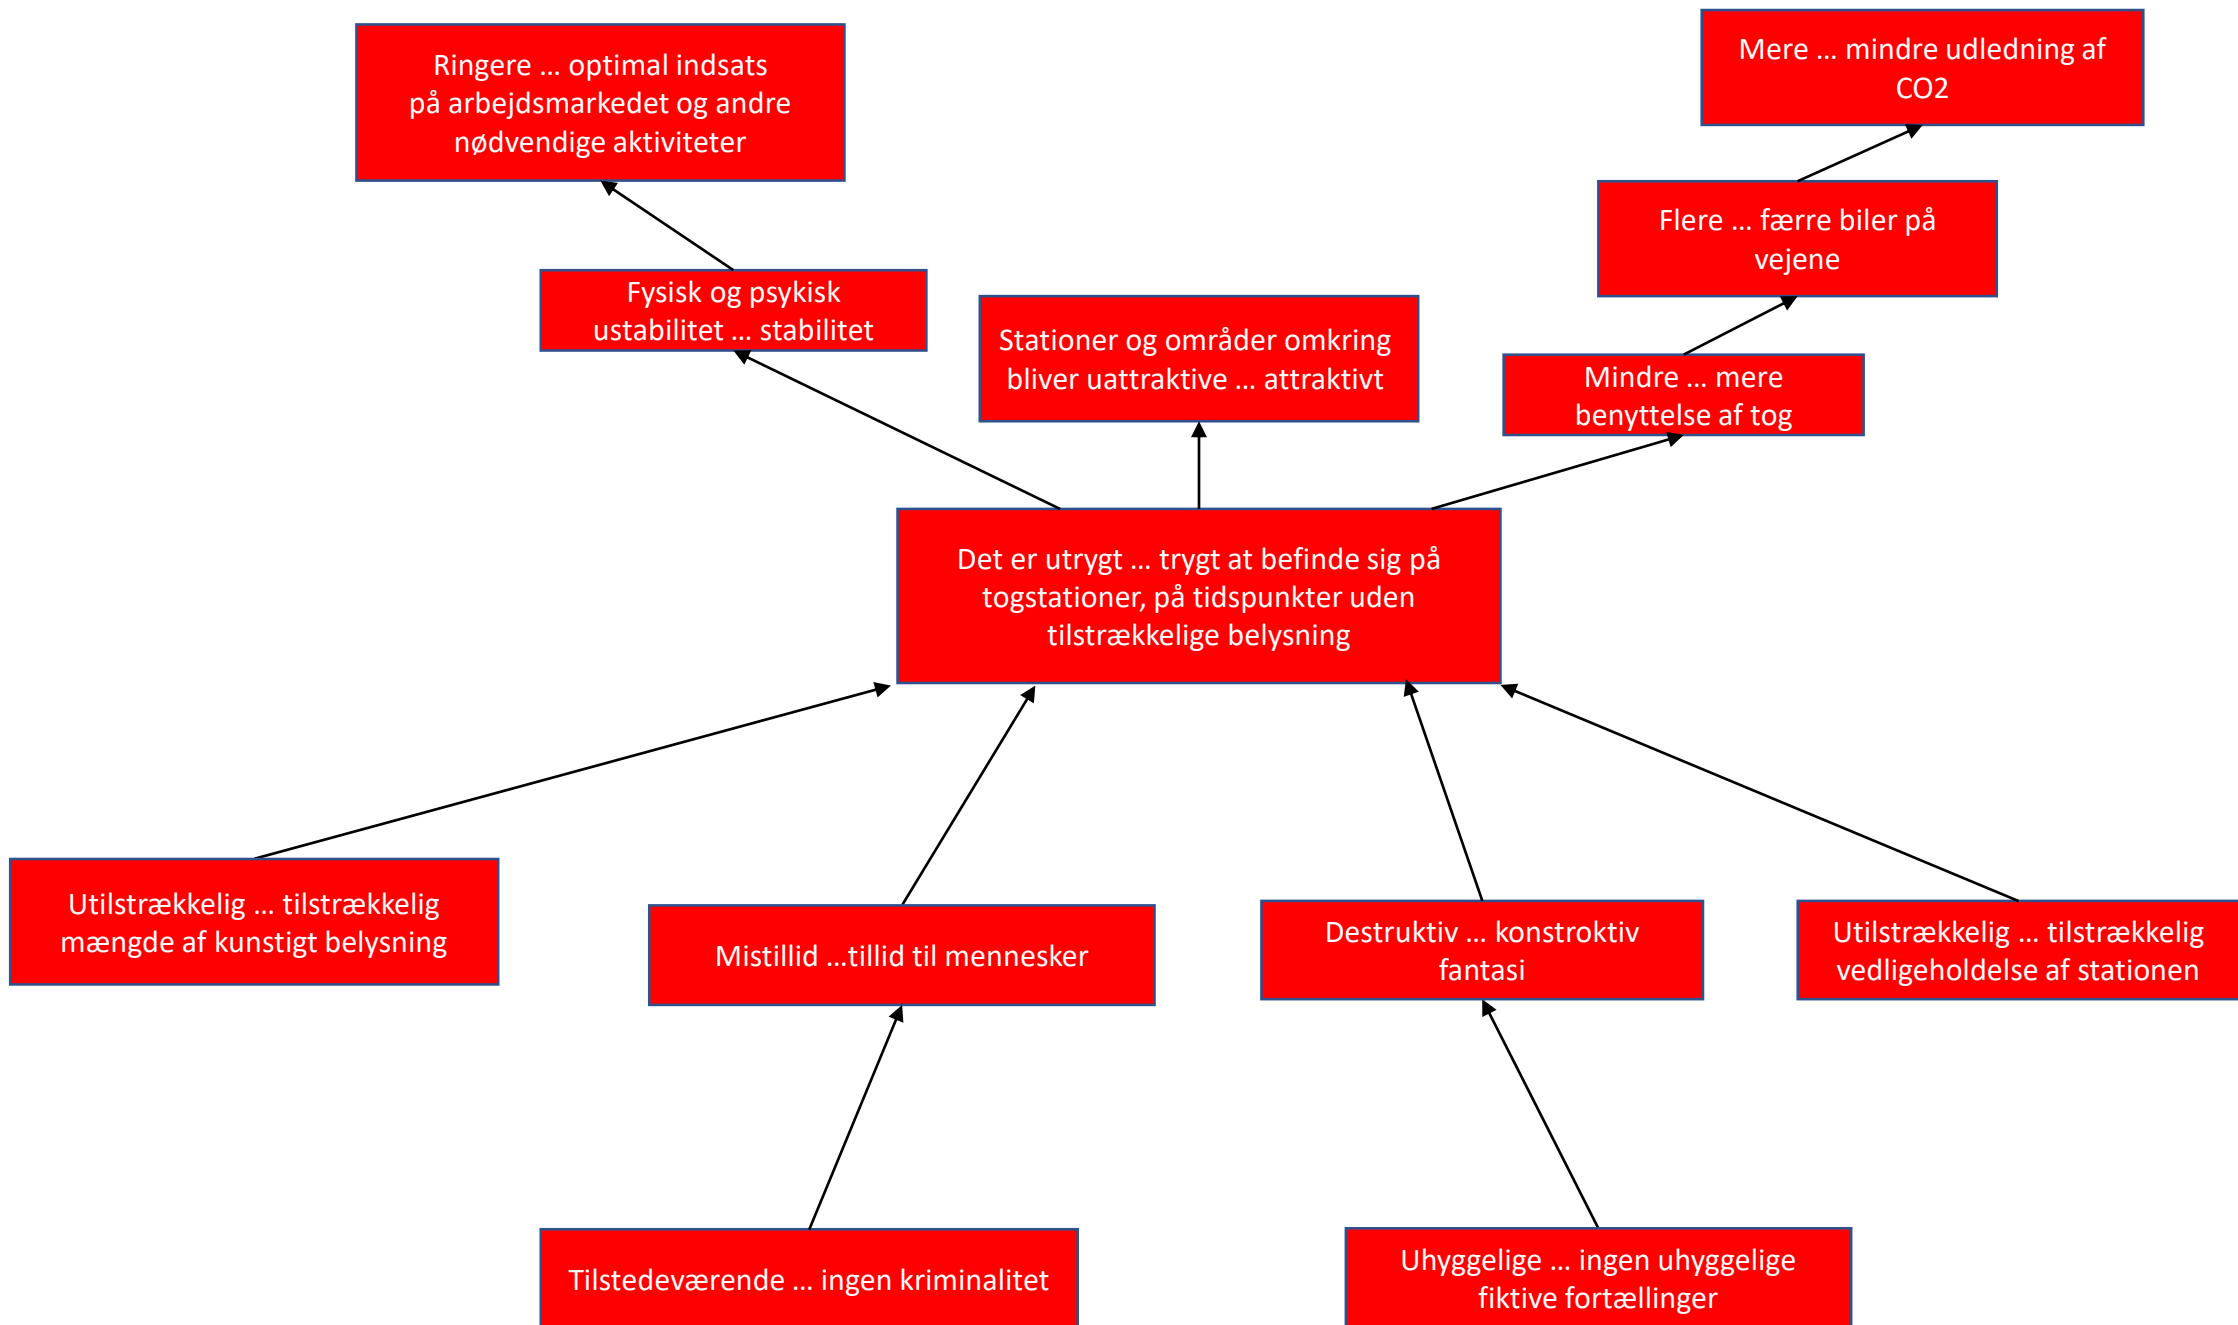 Ringere … optimal indsats
på arbejdsmarkedet og andre
nødvendige aktiviteter
Mere … mindre udledning af
CO2
Flere … færre biler på
vejene
Fysisk og psykisk
ustabilitet … stabilitet
Stationer og områder omkring
bliver uattraktive … attraktivt
Mindre … mere
benyttelse af tog
Det er utrygt … trygt at befinde sig på
togstationer, på tidspunkter uden
tilstrækkelige belysning
Utilstrækkelig … tilstrækkelig
mængde af kunstigt belysning
Mistillid …tillid til mennesker
Destruktiv … konstroktiv
fantasi
Utilstrækkelig … tilstrækkelig
vedligeholdelse af stationen
Tilstedeværende … ingen kriminalitet
Uhyggelige … ingen uhyggelige
fiktive fortællinger